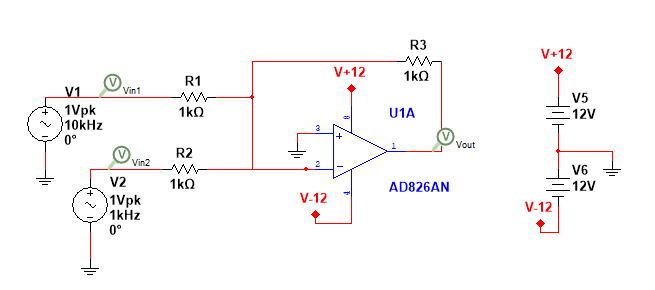 V1
1Vpk
10kHz
0°
Vin1
R1
1kΩ
V2
1Vpk
1kHz
0°
Vin2
R2
1kΩ
R3
1kΩ
V+12
8
U1A
3
+
2
−
1
4
Vout
AD826AN
V-12
V+12
V5
12V
V6
12V
V-12
V
V
V